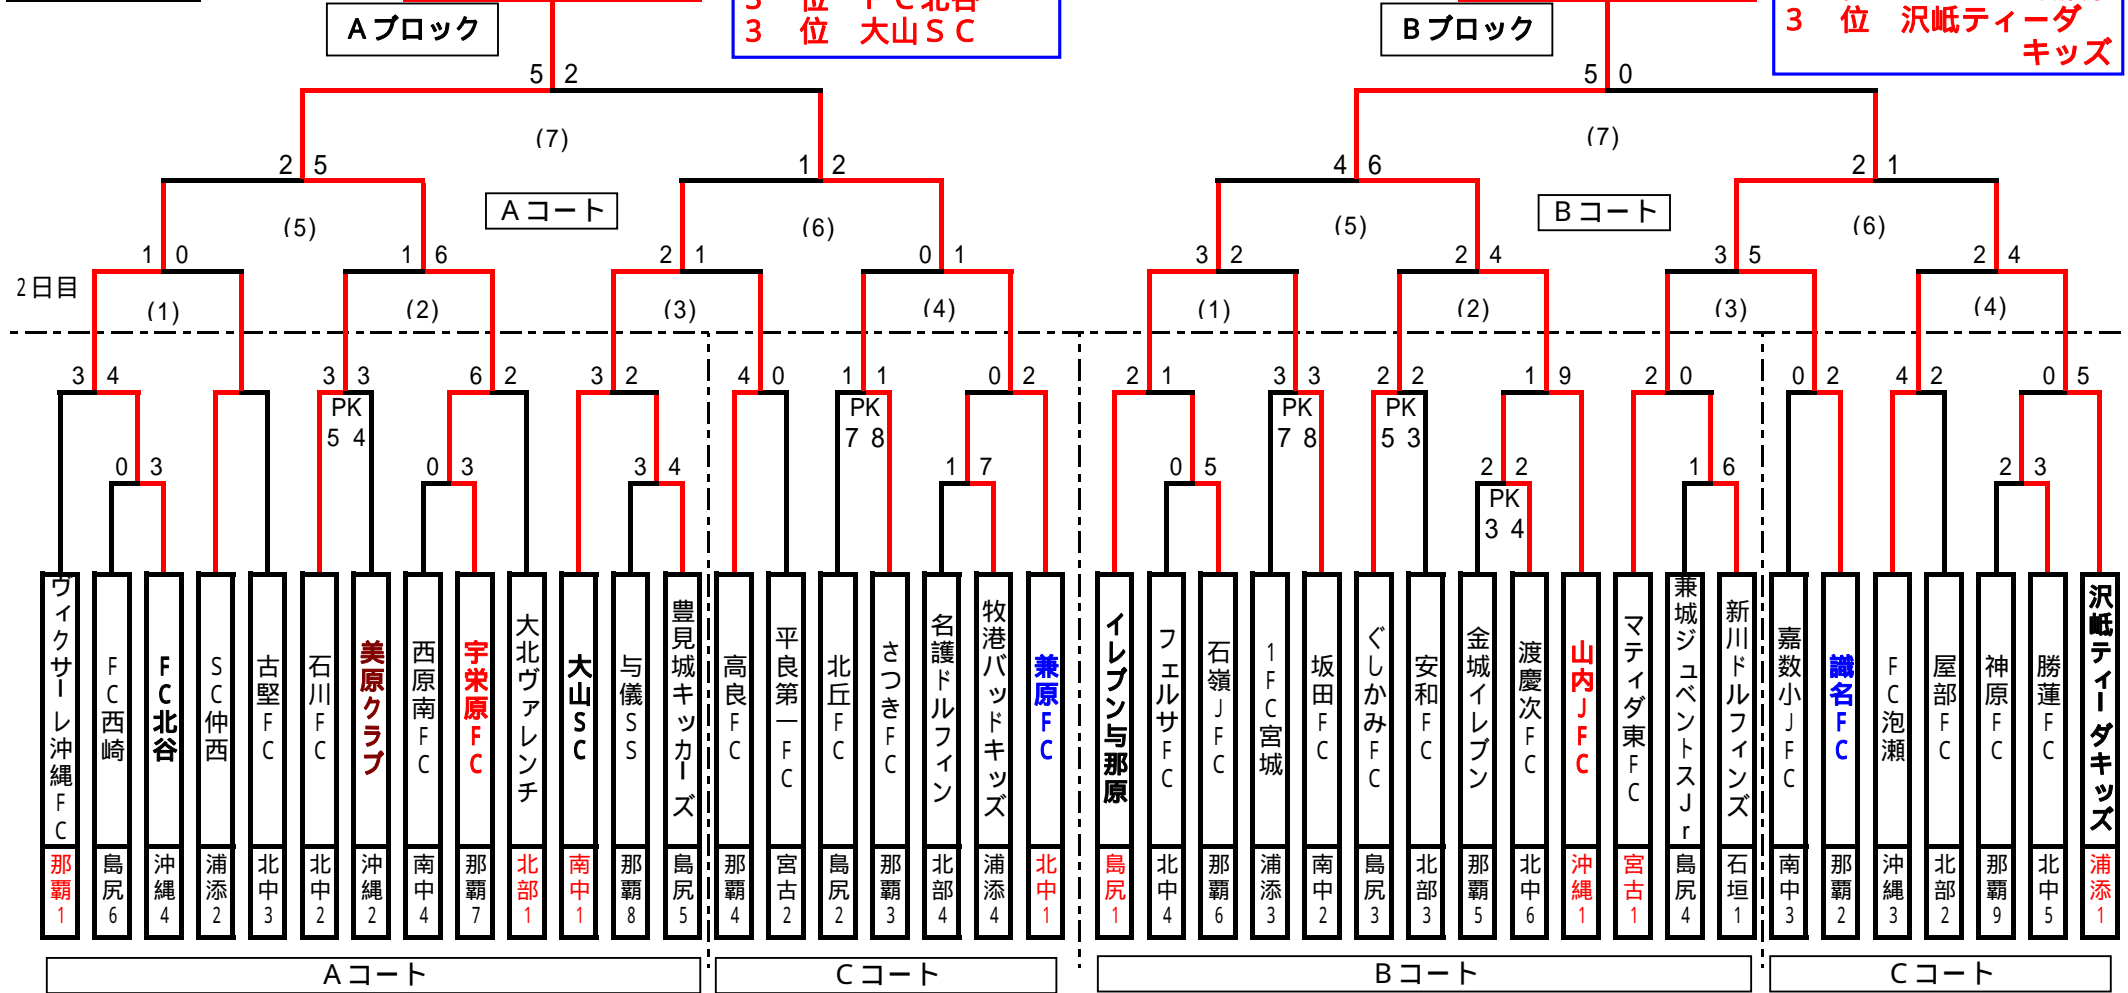 3 位 FC北谷
3 位 大山SC
Aブロック
3 位 沢岻ティーダ
キッズ
Bブロック
5 2
5 0
(7)
(7)
2 5
1 2
4 6
2 1
Aコート
Bコート
(5)
(6)
(5)
(6)
1 0
1 6
2 1
0 1
3 2
2 4
3 5
2 4
2日目
(1)
(2)
(3)
(4)
(1)
(2)
(3)
(4)
3 4
3 3
6 2
3 2
4 0
1 1
0 2
2 1
3 3
2 2
1 9
2 0
0 2
4 2
0 5
PK
5 4
PK
7 8
PK
7 8
PK
5 3
0 3
0 3
3 4
1 7
0 5
2 2
1 6
2 3
PK
3 4
ヴィクサーレ沖縄FC
FC西崎
FC北谷
SC仲西
古堅FC
石川FC
美原クラブ
西原南FC
宇栄原FC
大北ヴァレンチ
大山SC
与儀SS
豊見城キッカーズ
高良FC
平良第一FC
北丘FC
さつきFC
名護ドルフィン
牧港バッドキッズ
兼原FC
イレブン与那原
フェルサFC
石嶺JFC
1FC宮城
坂田FC
ぐしかみFC
安和FC
金城イレブン
渡慶次FC
山内JFC
マティダ東FC
兼城ジュベントスJr
新川ドルフィンズ
嘉数小JFC
識名FC
FC泡瀬
屋部FC
神原FC
勝蓮FC
沢岻ティーダキッズ
那覇1
島尻6
沖縄4
浦添2
北中3
北中2
沖縄2
南中4
那覇7
北部1
南中1
那覇8
島尻5
那覇4
宮古2
島尻2
那覇3
北部4
浦添4
北中1
島尻1
北中4
那覇6
浦添3
南中2
島尻3
北部3
那覇5
北中6
沖縄1
宮古1
島尻4
石垣1
南中3
那覇2
沖縄3
北部2
那覇9
北中5
浦添1
Aコート
Cコート
Bコート
Cコート